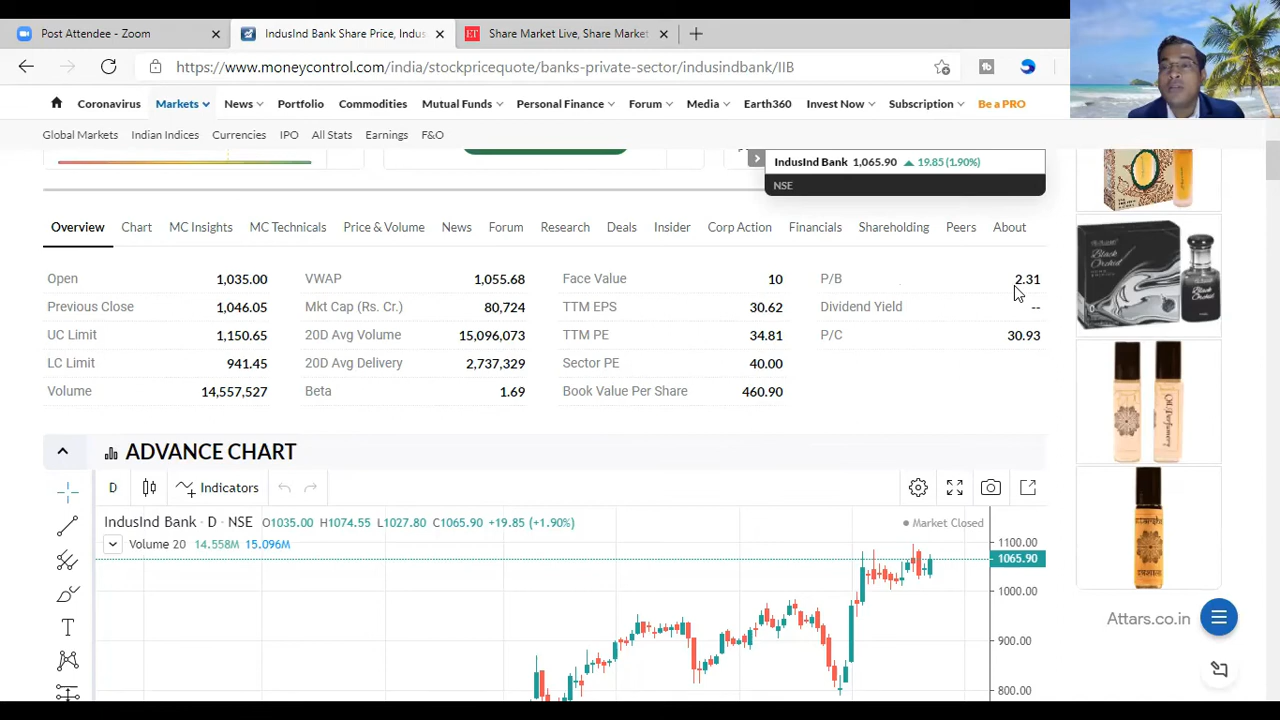 Post Attendee - Zoom
IndusInd Bank Share Price, Indus
ET Share Market Live, Share Market
https://www.moneycontrol.com/india/stockpricequote/banks-private-sector/indusindbank/IIB
Coronavirus Markets News Portfolio Commodities Mutual Funds Personal Finance Forum Media Earth360 Invest Now Subscription Be a PRO
Global Markets Indian Indices Currencies IPO All Stats Earnings F&O
IndusInd Bank 1,065.90 ▲ 19.85 (1.90%)
NSE
Overview Chart MC Insights MC Technicals Price & Volume News Forum Research Deals Insider Corp Action Financials Shareholding Peers About
Open 1,035.00 VWAP 1,055.68 Face Value 10 P/B 2.31
Previous Close 1,046.05 Mkt Cap (Rs. Cr.) 80,724 TTM EPS 30.62 Dividend Yield --
UC Limit 1,150.65 20D Avg Volume 15,096,073 TTM PE 34.81 P/C 30.93
LC Limit 941.45 20D Avg Delivery 2,737,329 Sector PE 40.00
Volume 14,557,527 Beta 1.69 Book Value Per Share 460.90
Black Orchid
Black Orchid
ADVANCE CHART
D Indicators
IndusInd Bank · D · NSE O1035.00 H1074.55 L1027.80 C1065.90 +19.85 (+1.90%)
Market Closed
Volume 20 14.558M 15.096M
1100.00
1065.90
1000.00
900.00
800.00
T
Attars.co.in